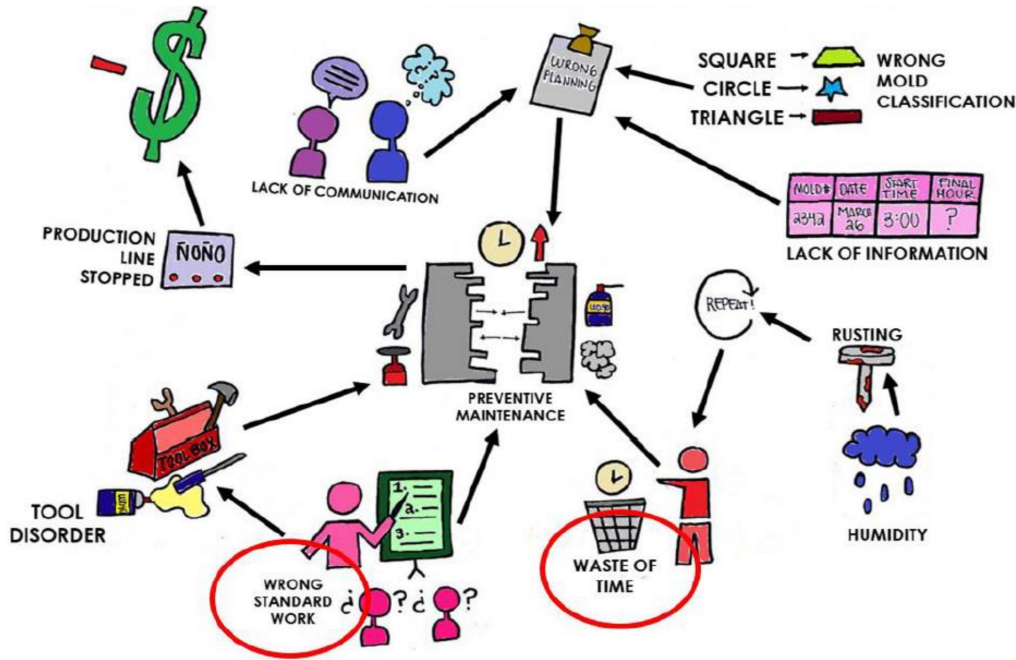 WRONG
PLANNING
SQUARE
CIRCLE
TRIANGLE
WRONG
MOLD
CLASSIFICATION
LACK OF COMMUNICATION
MOLD# DATE START TIME FINAL HOUR
2342 MARCH 26 3:00 ?
LACK OF INFORMATION
PRODUCTION
LINE
STOPPED
ÑOÑO
REPEAT!
RUSTING
PREVENTIVE
MAINTENANCE
TOOLBOX
TOOL
DISORDER
1.
2.
3.
WRONG
STANDARD
WORK
¿ ? ¿ ?
WASTE OF
TIME
HUMIDITY